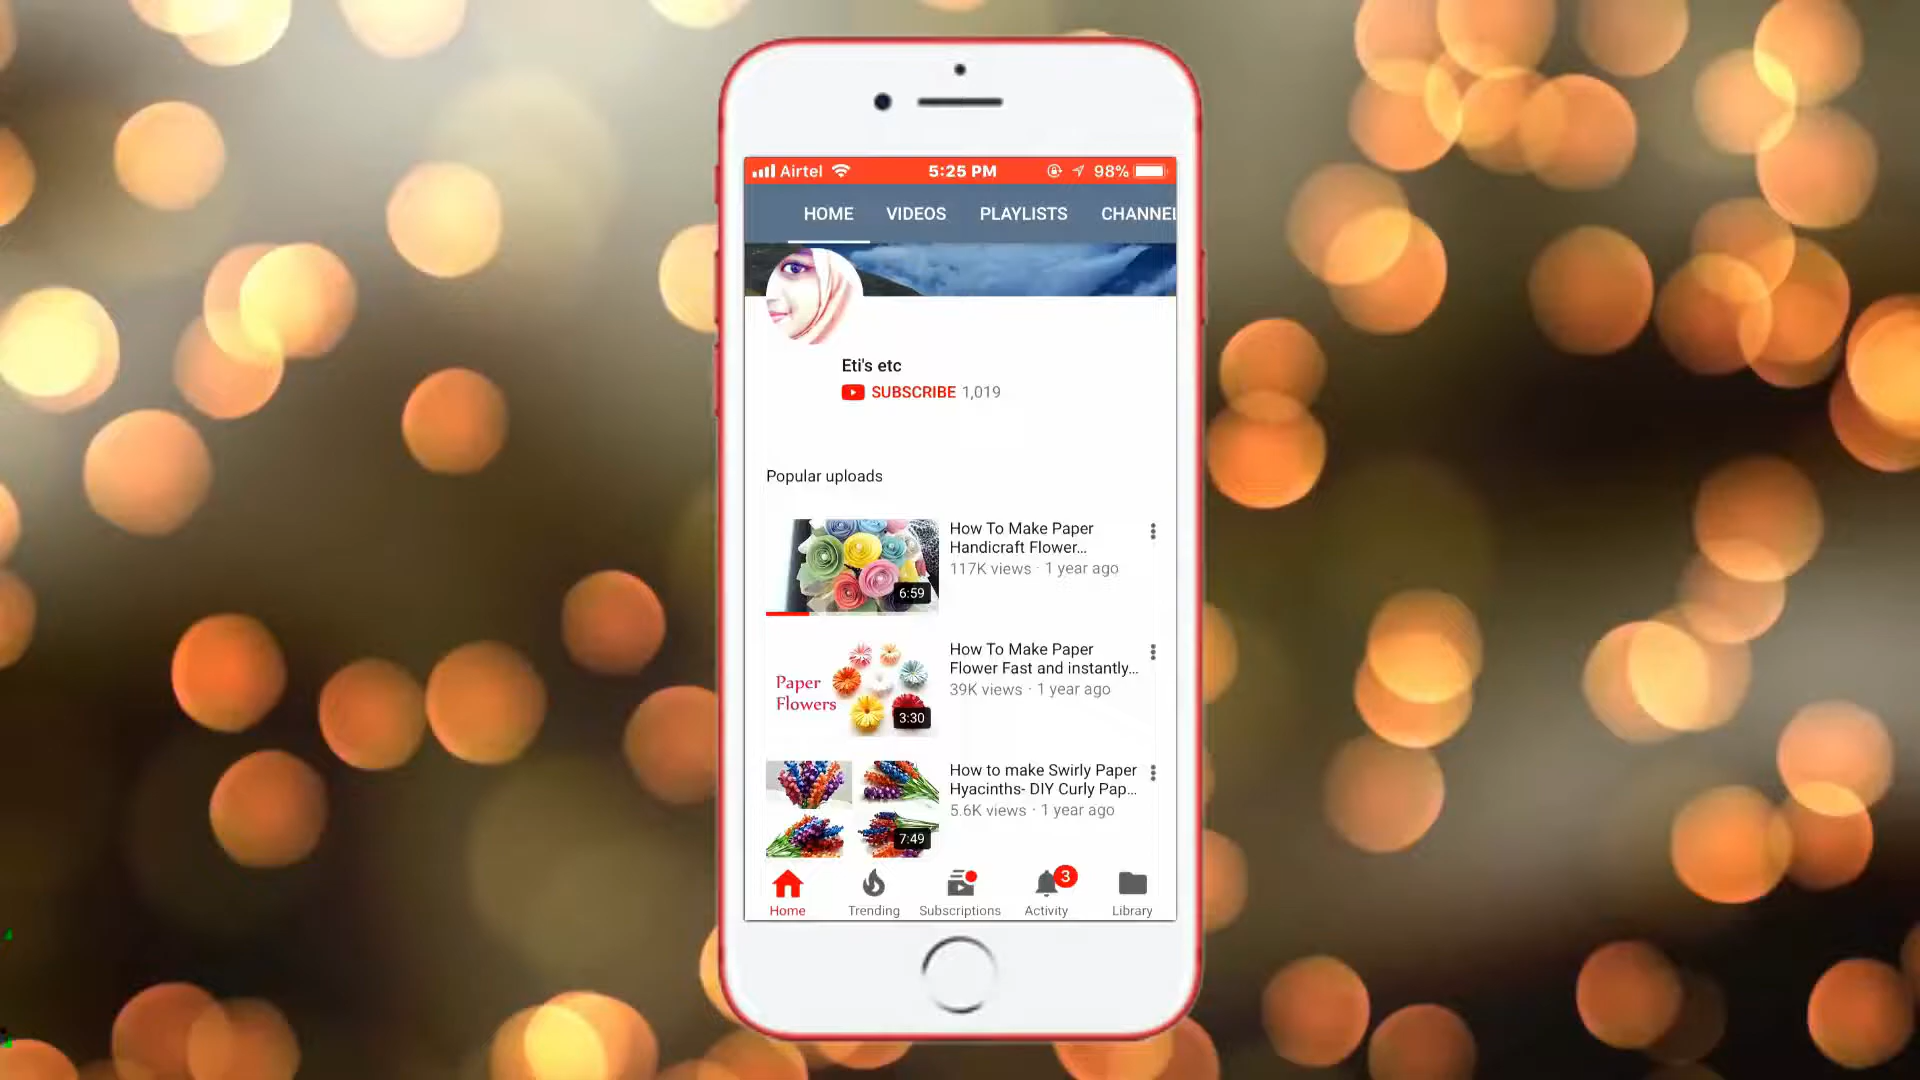 Airtel 5:25 PM 98%
HOME VIDEOS PLAYLISTS CHANNEL
Eti's etc
SUBSCRIBE 1,019
Popular uploads
How To Make Paper
Handicraft Flower...
117K views · 1 year ago
6:59
How To Make Paper
Flower Fast and instantly...
39K views · 1 year ago
Paper
Flowers
3:30
How to make Swirly Paper
Hyacinths- DIY Curly Pap...
5.6K views · 1 year ago
7:49
3
Home Trending Subscriptions Activity Library